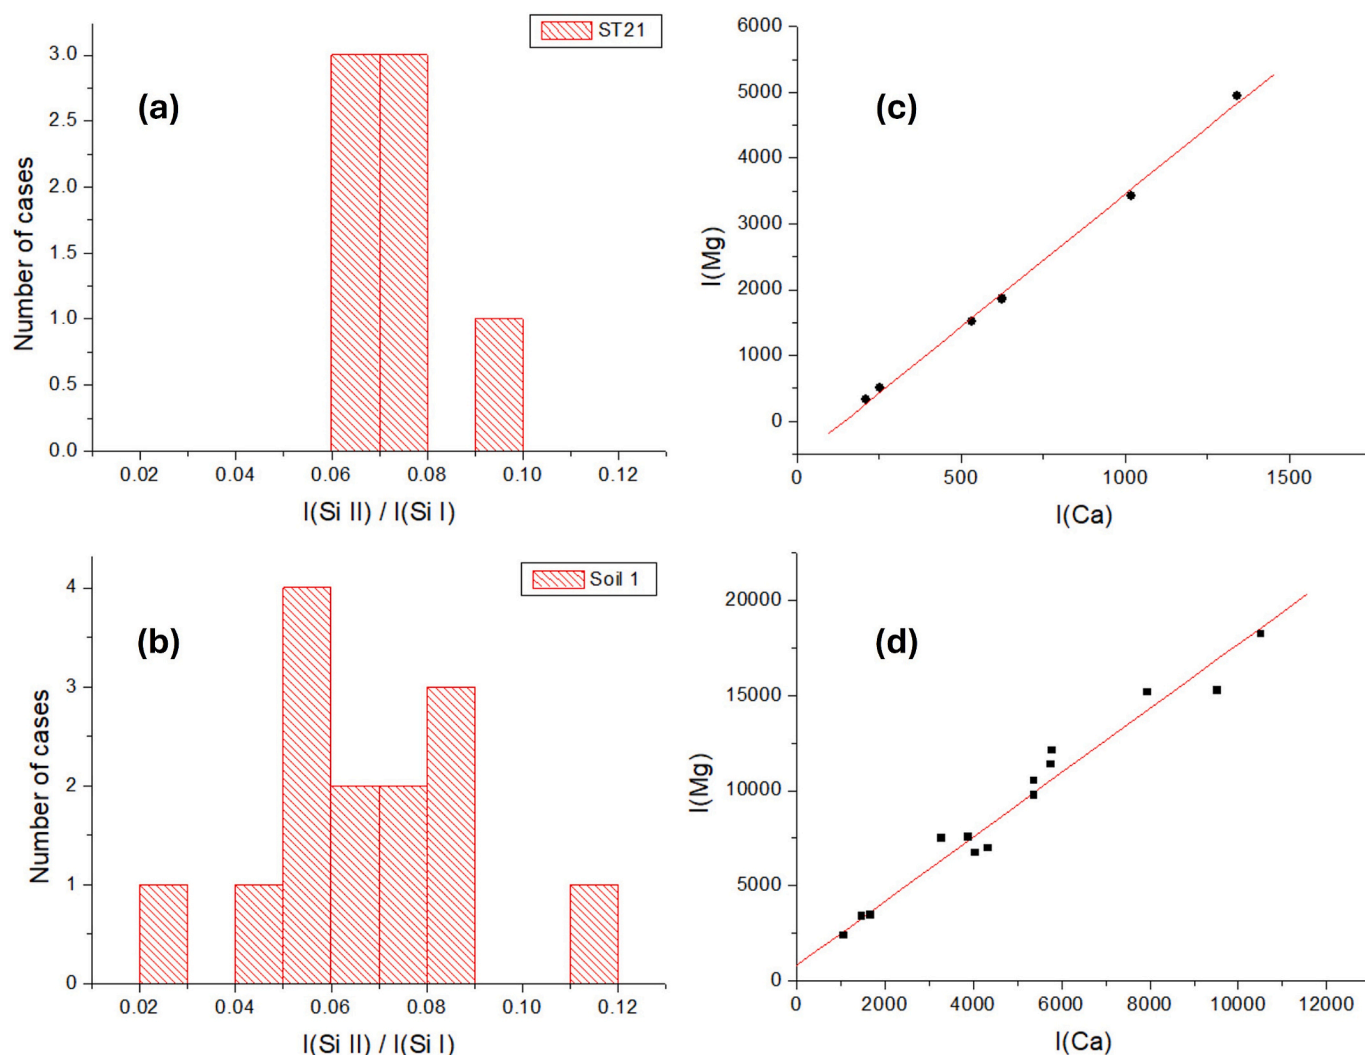 ST21
(a)
Number of cases
3.0
2.5
2.0
1.5
1.0
0.5
0.0
0.02 0.04 0.06 0.08 0.10 0.12
I(Si II) / I(Si I)
(c)
I(Mg)
6000
5000
4000
3000
2000
1000
0
0 500 1000 1500
I(Ca)
Soil 1
(b)
Number of cases
4
3
2
1
0
0.02 0.04 0.06 0.08 0.10 0.12
I(Si II) / I(Si I)
(d)
I(Mg)
20000
15000
10000
5000
0
0 2000 4000 6000 8000 10000 12000
I(Ca)